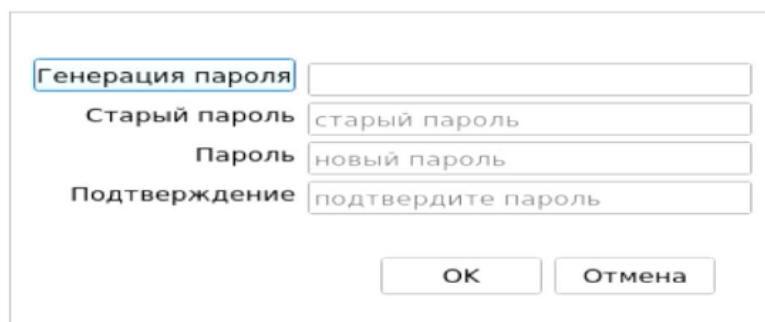 Генерация пароля
Старый пароль старый пароль
Пароль новый пароль
Подтверждение подтвердите пароль
OK Отмена